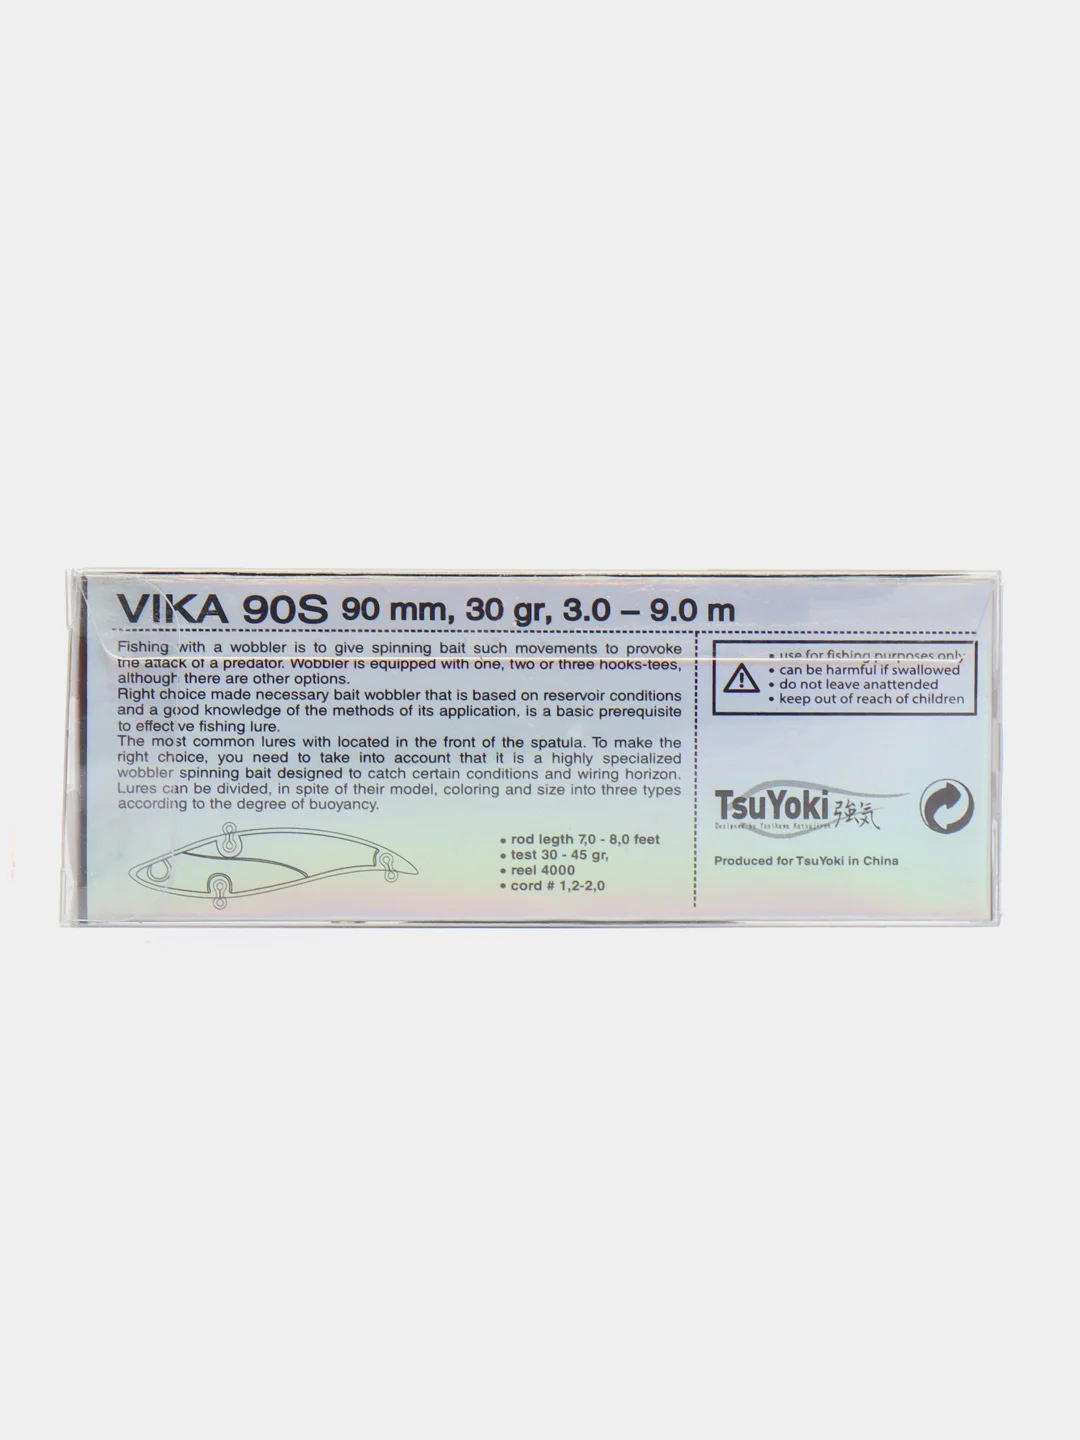 VIKA 90S 90 mm, 30 gr, 3.0 – 9.0 m
Fishing with a wobbler is to give spinning bait such movements to provoke
the attack of a predator. Wobbler is equipped with one, two or three hooks-tees,
although there are other options.
Right choice made necessary bait wobbler that is based on reservoir conditions
and a good knowledge of the methods of its application, is a basic prerequisite
to effective fishing lure.
The most common lures with located in the front of the spatula. To make the
right choice, you need to take into account that it is a highly specialized
wobbler spinning bait designed to catch certain conditions and wiring horizon.
Lures can be divided, in spite of their model, coloring and size into three types
according to the degree of buoyancy.
• rod legth 7,0 - 8,0 feet
• test 30 - 45 gr,
• reel 4000
• cord # 1,2-2,0
• use for fishing purposes only
• can be harmful if swallowed
• do not leave anattended
• keep out of reach of children
TsuYoki 強気
Designed by
Produced for TsuYoki in China